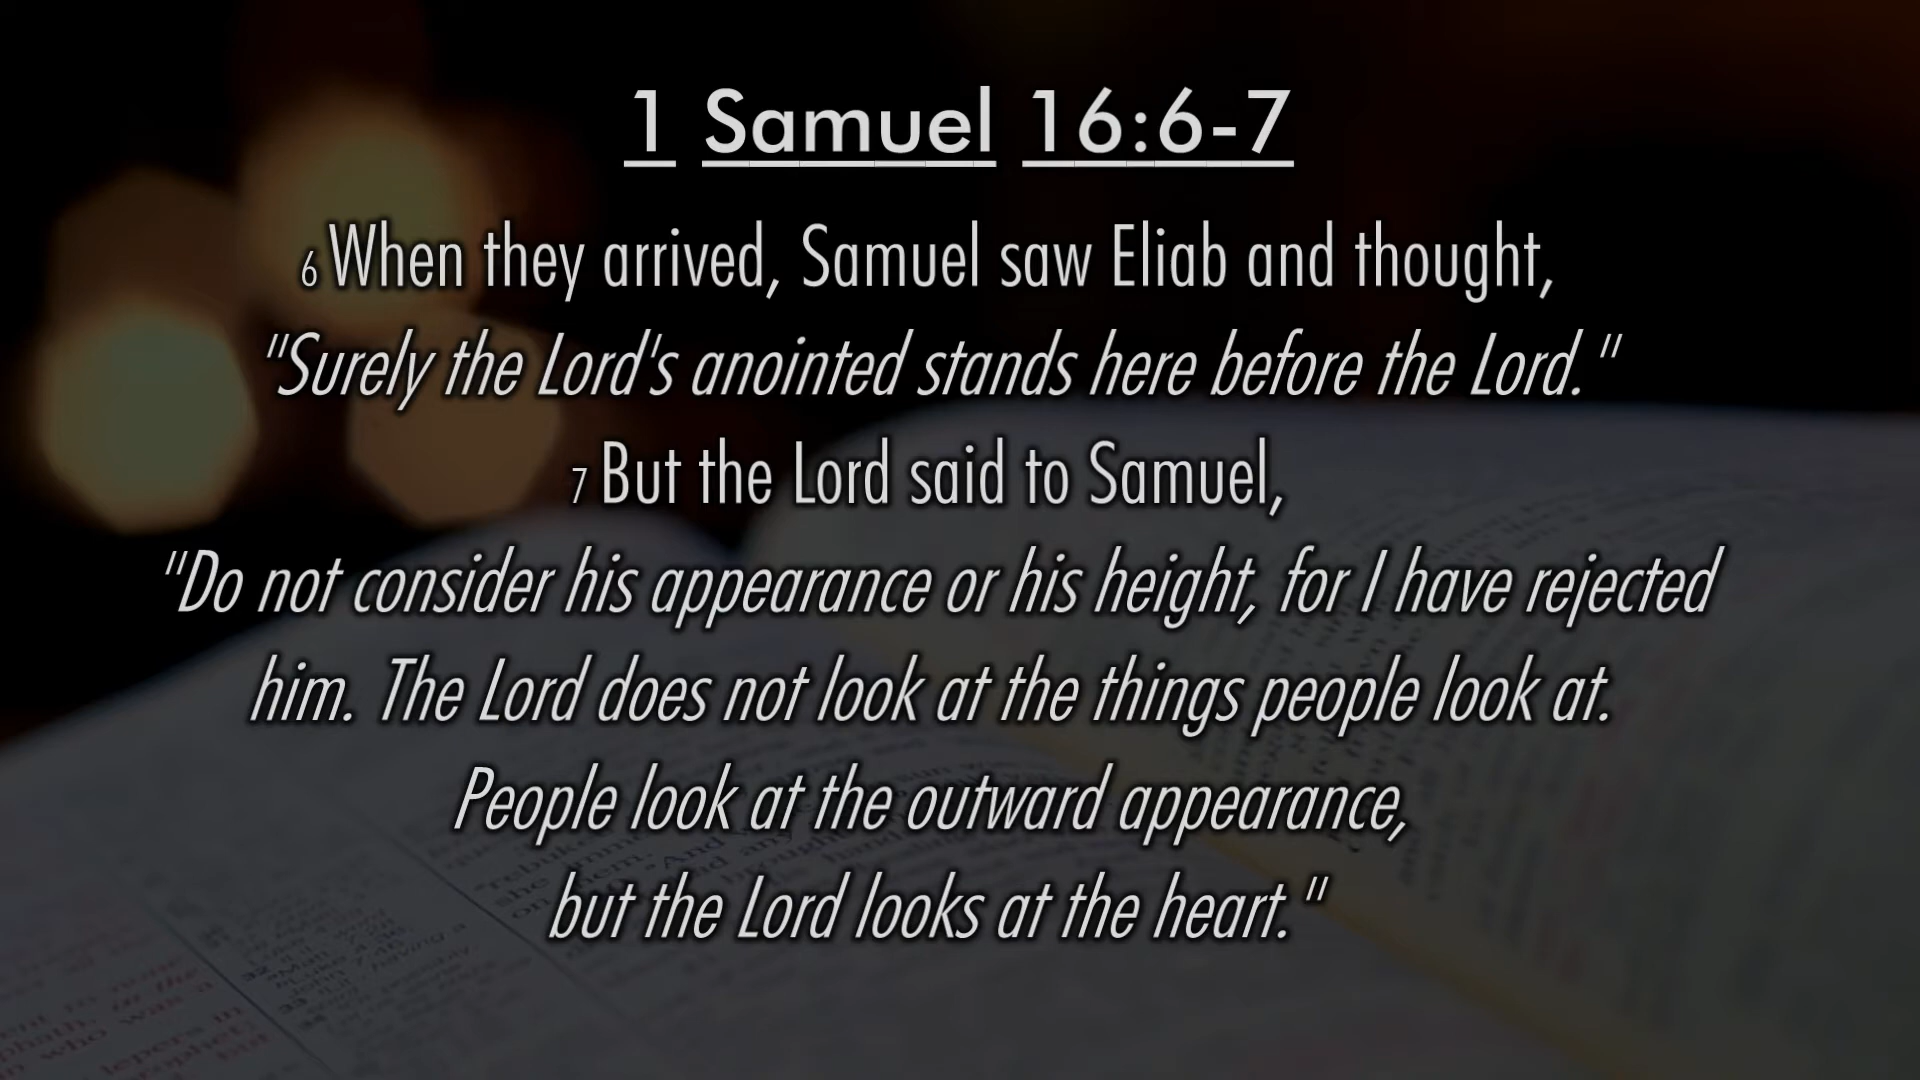 1 Samuel 16:6-7
6 When they arrived, Samuel saw Eliab and thought,
"Surely the Lord's anointed stands here before the Lord."
7 But the Lord said to Samuel,
"Do not consider his appearance or his height, for I have rejected
him. The Lord does not look at the things people look at.
People look at the outward appearance,
but the Lord looks at the heart."